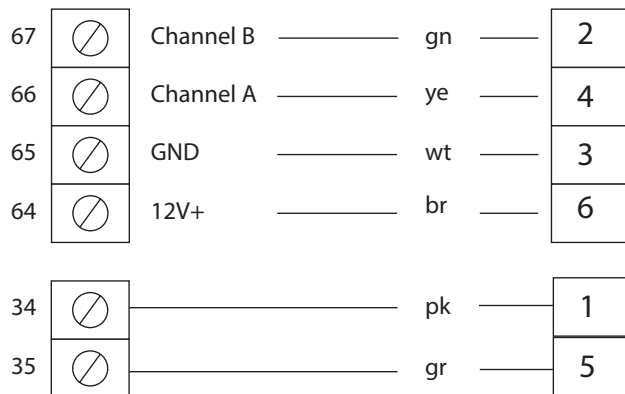 67 Channel B gn 2
66 Channel A ye 4
65 GND wt 3
64 12V+ br 6
34 pk 1
35 gr 5